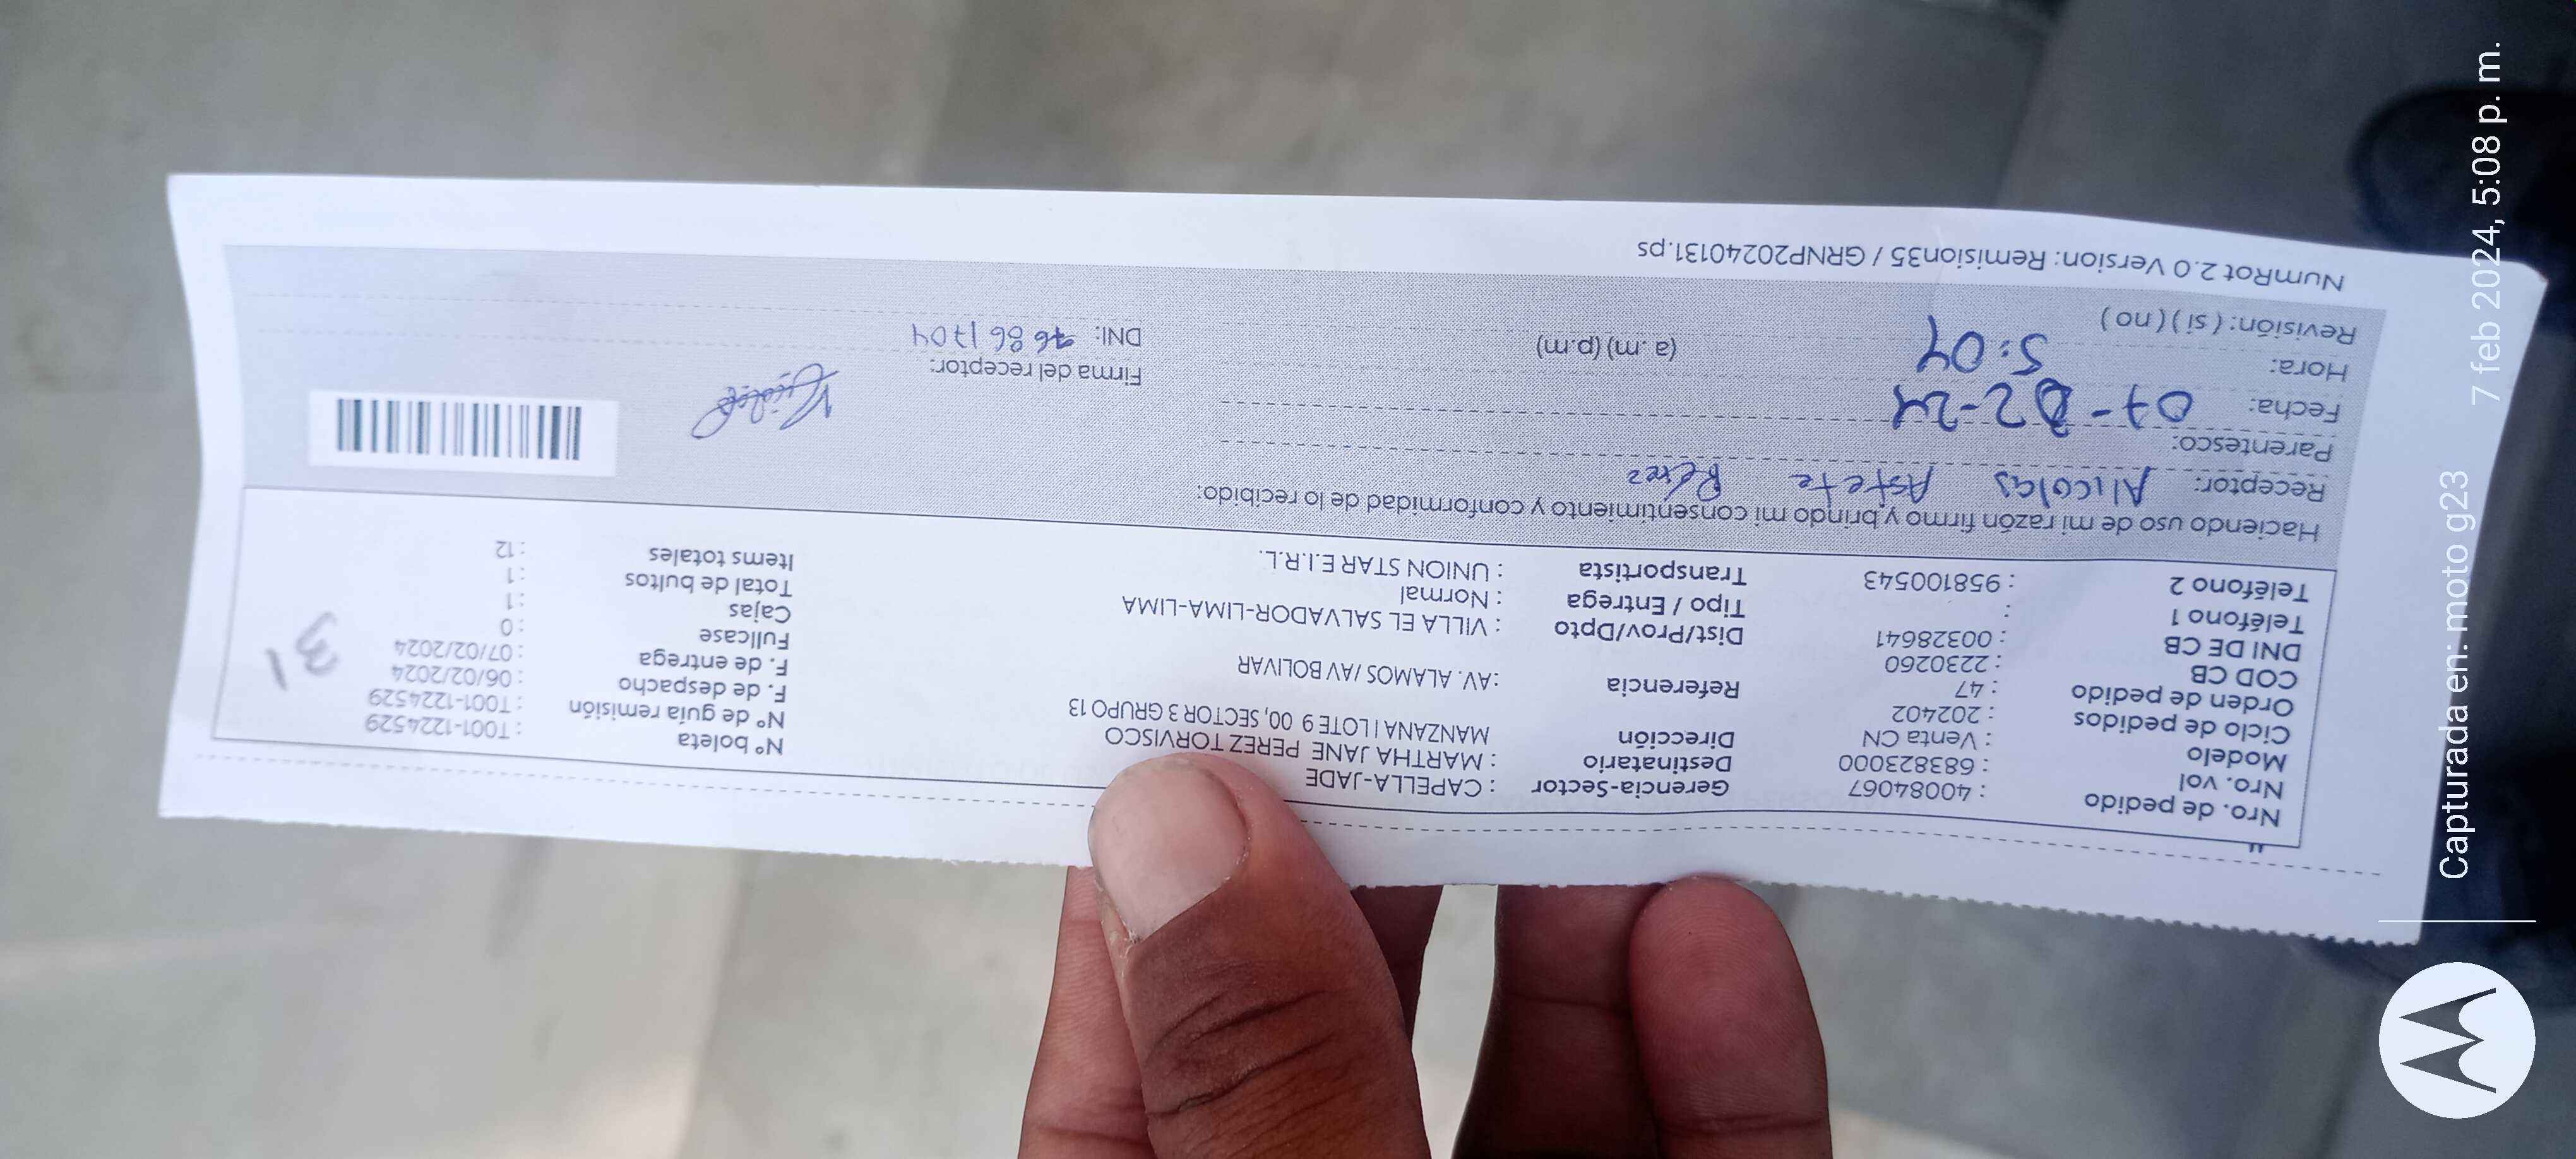 Nro. de pedido : 40084067 Gerencia-Sector : CAPELLA-JADE Nº boleta : T001-1224529
Nro. vol : 683823000 Destinatario : MARTHA JANE PEREZ TORVISCO Nº de guía remisión : T001-1224529
Modelo : Venta CN Dirección MANZANA I LOTE 9 00, SECTOR 3 GRUPO 13 F. de despacho : 06/02/2024
Ciclo de pedidos : 202402 Referencia : AV. ALAMOS /AV BOLIVAR F. de entrega : 07/02/2024
Orden de pedido : 47 Dist/Prov/Dpto : VILLA EL SALVADOR-LIMA-LIMA Fullcase : 0
COD CB : 2230260 Tipo / Entrega : Normal Cajas : 1
DNI DE CB : 00328641 Transportista : UNION STAR E.I.R.L. Total de bultos : 1
Teléfono 1 : Items totales : 12
Teléfono 2 : 958100543
31
Haciendo uso de mi razón firmo y brindo mi consentimiento y conformidad de lo recibido:
Receptor: Astete Pérez
Parentesco:
Fecha: 07-02-24
Hora: 5:04 (a.m) (p.m) Firma del receptor:
Revisión: (si) (no) DNI: 76861704
NumRot 2.0 Version: Remision35 / GRNP20240131.ps
Capturada en: moto g23 7 feb 2024, 5:08 p. m.